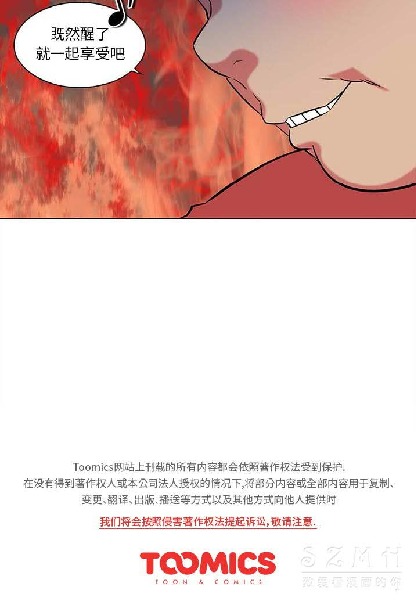 既然醒了
就一起享受吧
Toomics网站上刊载的所有内容都会依照著作权法受到保护.
在没有得到著作权人或本公司法人授权的情况下,将部分内容或全部内容用于复制、
变更、翻译、出版、播送等方式以及其他方式向他人提供时
我们将会按照侵害著作权法提起诉讼,敬请注意.
TOOMICS
TOON & COMICS